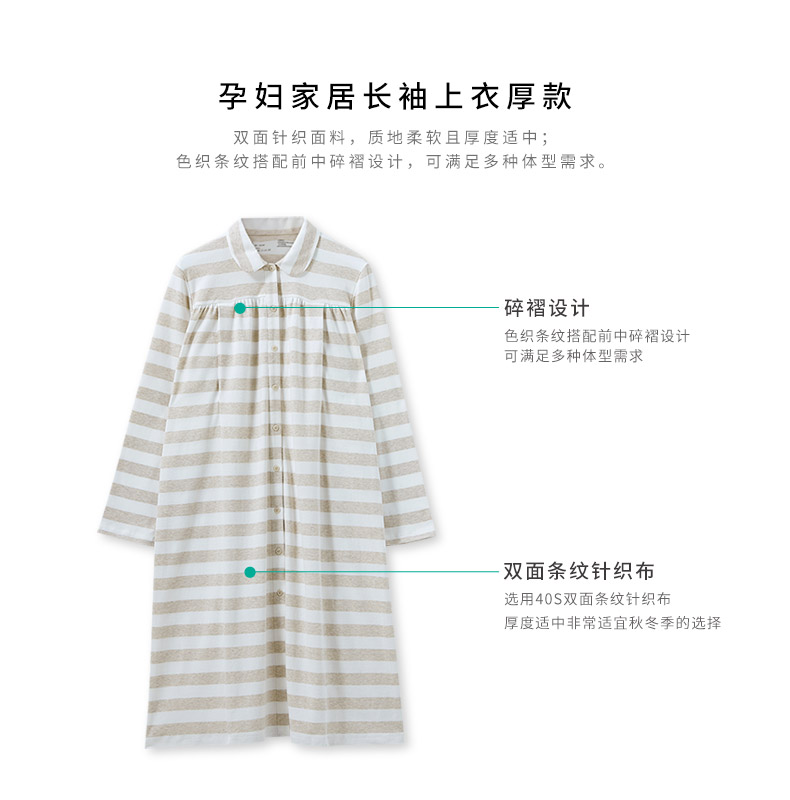 孕妇家居长袖上衣厚款
双面针织面料，质地柔软且厚度适中；
色织条纹搭配前中碎褶设计，可满足多种体型需求。
碎褶设计
色织条纹搭配前中碎褶设计
可满足多种体型需求
双面条纹针织布
选用40S双面条纹针织布
厚度适中非常适宜秋冬季的选择